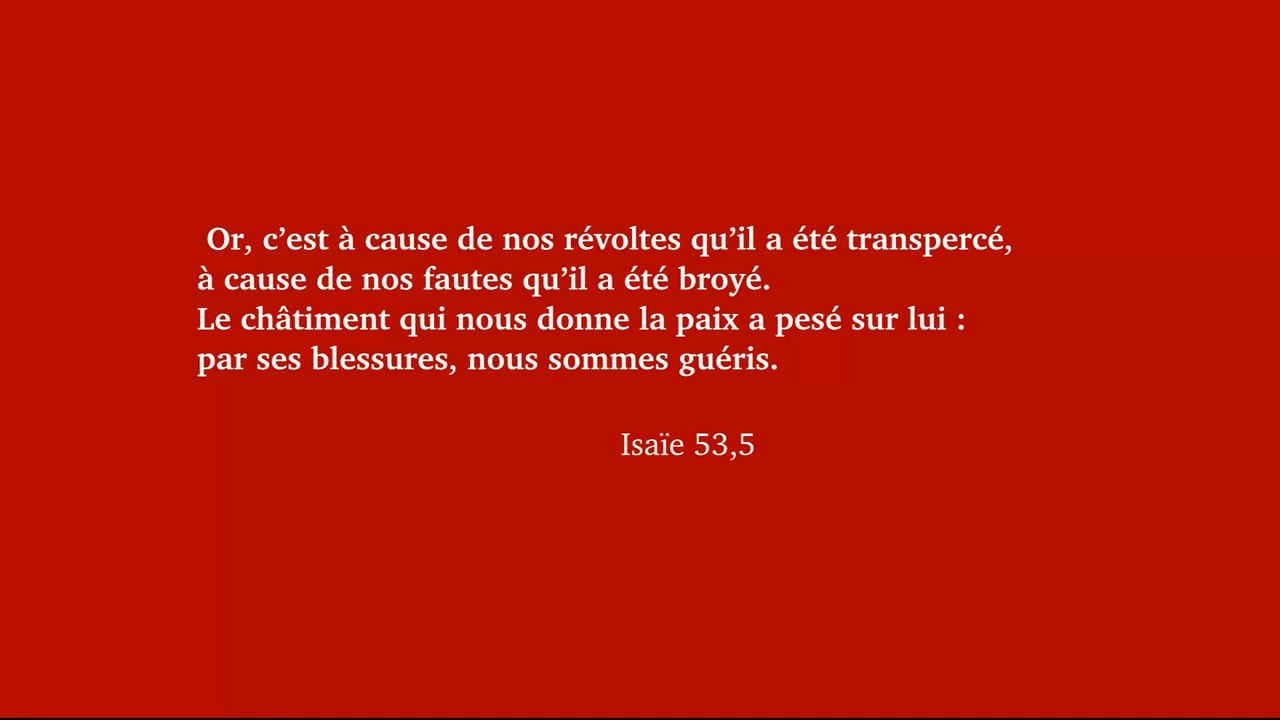 Or, c’est à cause de nos révoltes qu’il a été transpercé,
à cause de nos fautes qu’il a été broyé.
Le châtiment qui nous donne la paix a pesé sur lui :
par ses blessures, nous sommes guéris.
Isaïe 53,5